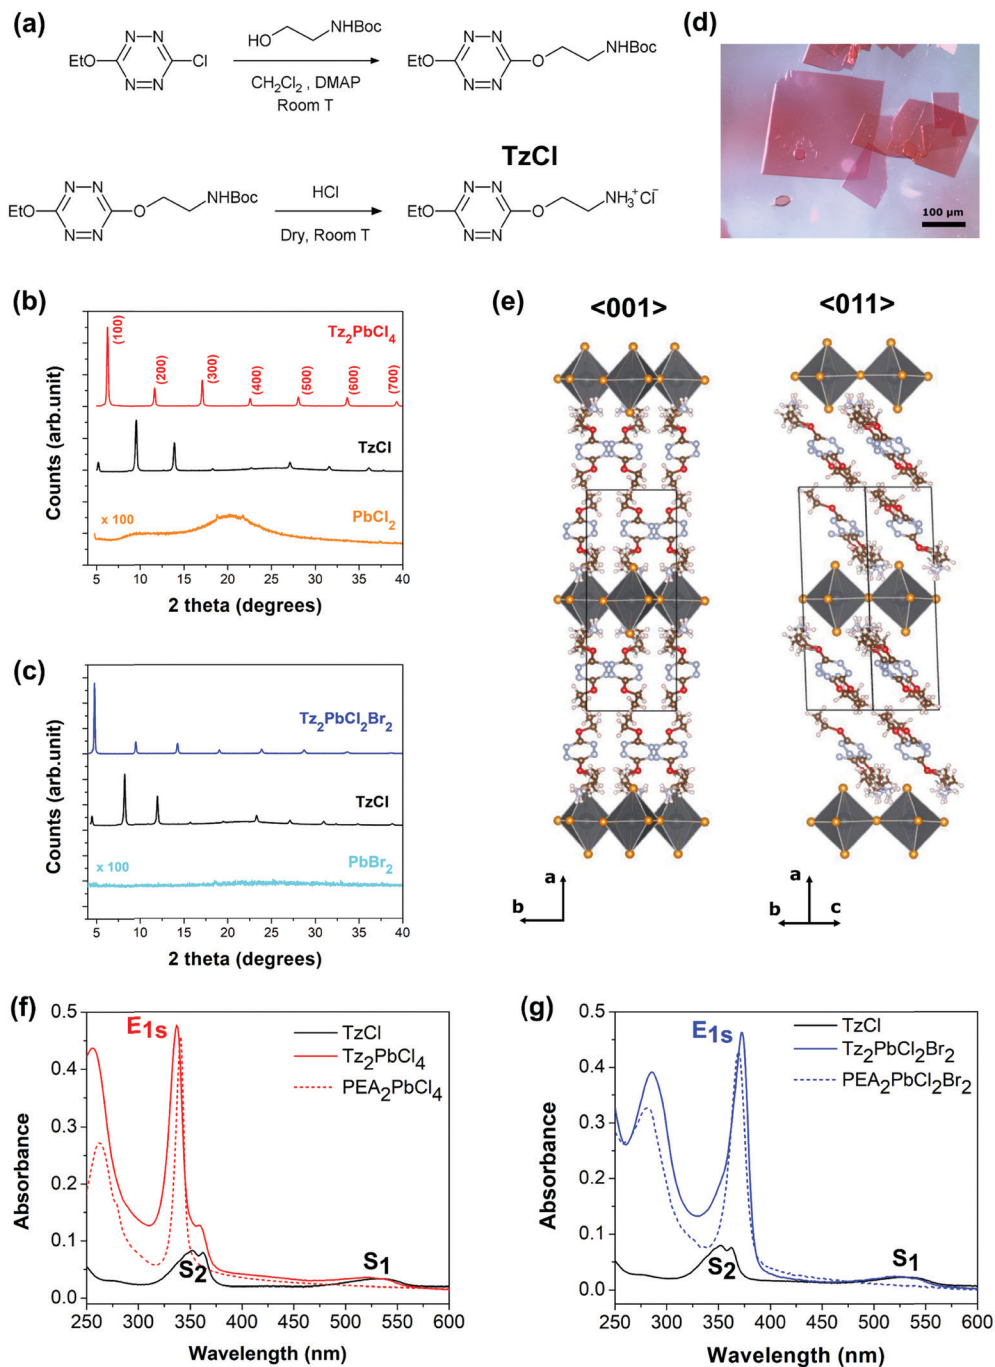 (a)
N N
EtO Cl
N=N
HO NHBoc
CH2Cl2 , DMAP
Room T
N N
EtO O NHBoc
N=N
N N
EtO O NHBoc
N=N
HCl
Dry, Room T
TzCl
N N
EtO O NH3+Cl−
N=N
(d)
100 µm
(b)
Counts (arb.unit)
Tz2PbCl4
(100)
(200)
(300)
(400)
(500)
(600)
(700)
TzCl
x 100
PbCl2
5 10 15 20 25 30 35 40
2 theta (degrees)
(c)
Counts (arb.unit)
Tz2PbCl2Br2
TzCl
x 100
PbBr2
5 10 15 20 25 30 35 40
2 theta (degrees)
(e)
<001> <011>
a
b
a
b c
(f)
Absorbance
0.5
0.4
0.3
0.2
0.1
0.0
E1s
TzCl
Tz2PbCl4
PEA2PbCl4
S2
S1
250 300 350 400 450 500 550 600
Wavelength (nm)
(g)
Absorbance
0.5
0.4
0.3
0.2
0.1
0.0
E1s
TzCl
Tz2PbCl2Br2
PEA2PbCl2Br2
S2
S1
250 300 350 400 450 500 550 600
Wavelength (nm)